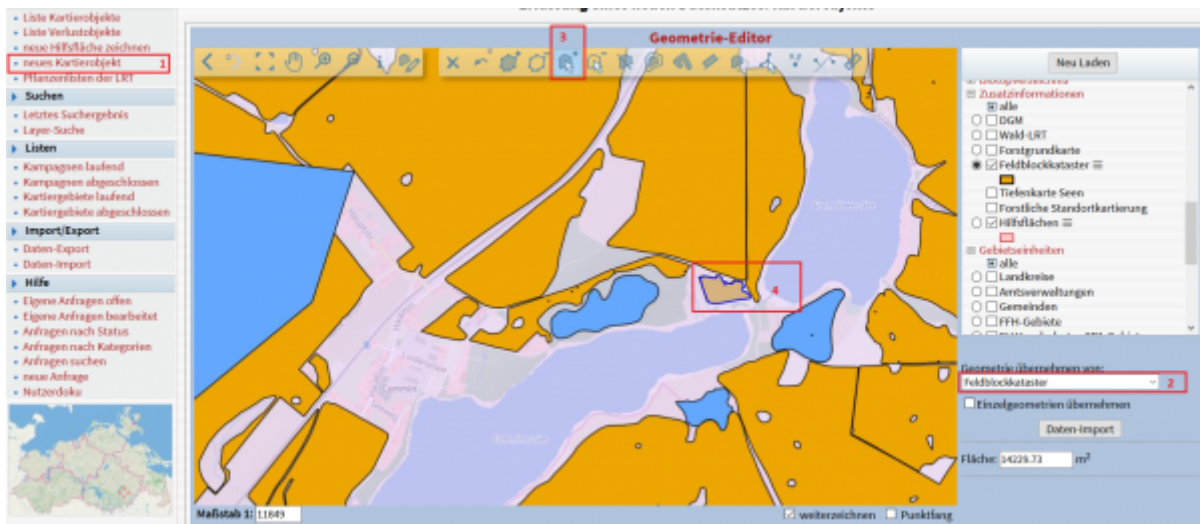 Liste Kartierobjekte
Liste Verlustobjekte
neue Hilfsfläche zeichnen
neues Kartierobjekt 1
Pflanzenlisten der LRT
Suchen
Letztes Suchergebnis
Layer-Suche
Listen
Kampagnen laufend
Kampagnen abgeschlossen
Kartiergebiete laufend
Kartiergebiete abgeschlossen
Import/Export
Daten-Export
Daten-Import
Hilfe
Eigene Anfragen offen
Eigene Anfragen bearbeitet
Anfragen nach Status
Anfragen nach Kategorien
Anfragen suchen
neue Anfrage
Nutzerdoku
3
Geometrie-Editor
4
Maßstab 1: 11849
weiterzeichnen
Punktfang
Neu Laden
Zusatzinformationen
alle
DGM
Wald-LRT
Forstgrundkarte
Feldblockkataster
Tiefenkarte Seen
Forstliche Standortkartierung
Hilfsflächen
Gebietseinheiten
alle
Landkreise
Amtsverwaltungen
Gemeinden
FFH-Gebiete
Geometrie übernehmen von:
Feldblockkataster 2
Einzelgeometrien übernehmen
Daten-Import
Fläche: 14229.73 m²